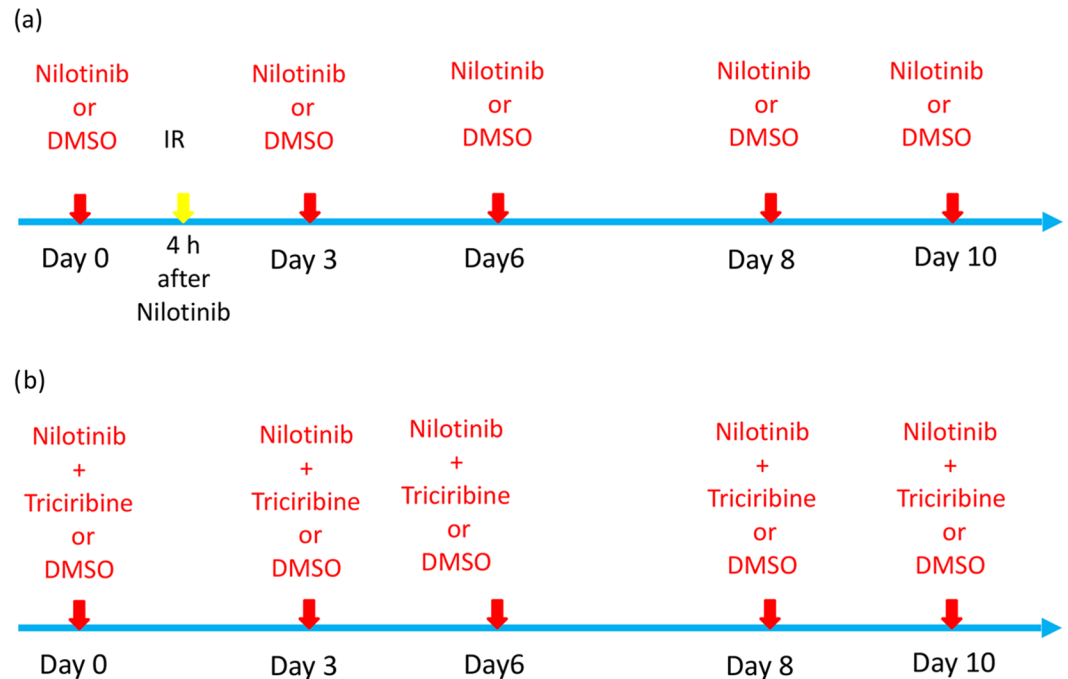 (a)
Nilotinib
or
DMSO
IR
Nilotinib
or
DMSO
Nilotinib
or
DMSO
Nilotinib
or
DMSO
Nilotinib
or
DMSO
Day 0
4 h
after
Nilotinib
Day 3
Day6
Day 8
Day 10
(b)
Nilotinib
+
Triciribine
or
DMSO
Nilotinib
+
Triciribine
or
DMSO
Nilotinib
+
Triciribine
or
DMSO
Nilotinib
+
Triciribine
or
DMSO
Nilotinib
+
Triciribine
or
DMSO
Day 0
Day 3
Day6
Day 8
Day 10